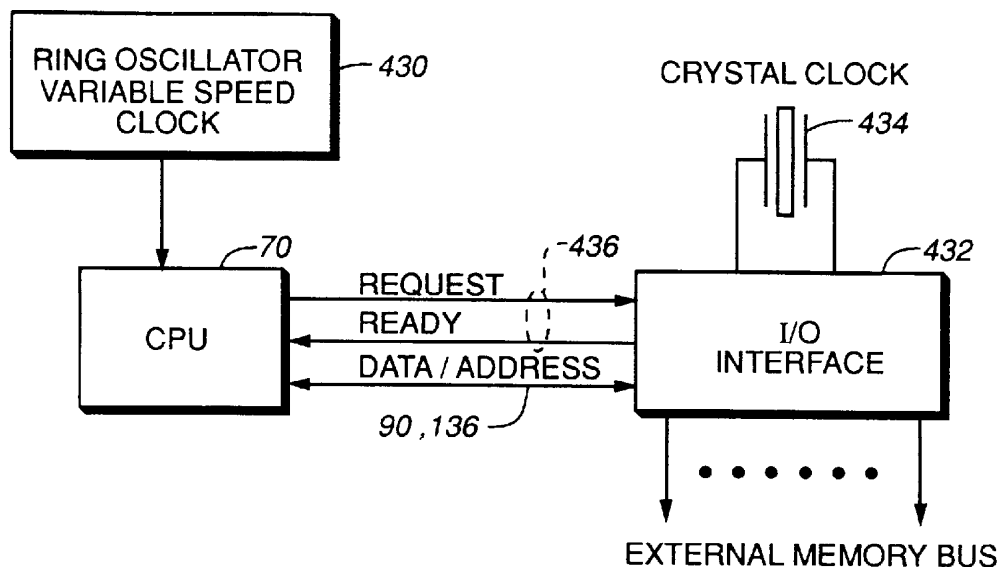 RING OSCILLATOR
VARIABLE SPEED
CLOCK
430
CRYSTAL CLOCK
434
70
436
432
CPU
REQUEST
READY
DATA / ADDRESS
I/O
INTERFACE
90 ,136
EXTERNAL MEMORY BUS